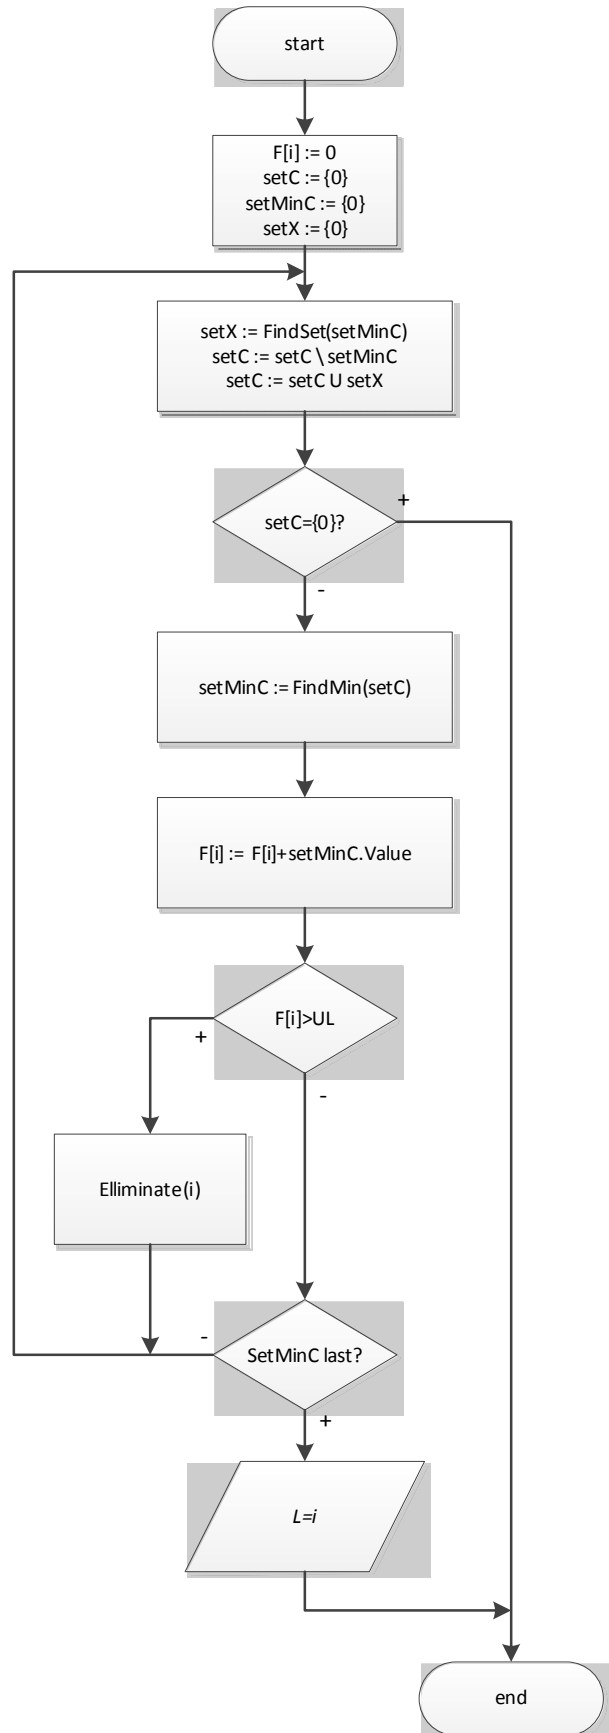 start
F[i] := 0
setC := {0}
setMinC := {0}
setX := {0}
setX := FindSet(setMinC)
setC := setC \ setMinC
setC := setC U setX
+
setC={0}?
-
setMinC := FindMin(setC)
F[i] := F[i]+setMinC.Value
F[i]>UL
+
-
Elliminate(i)
-
SetMinC last?
+
L=i
end